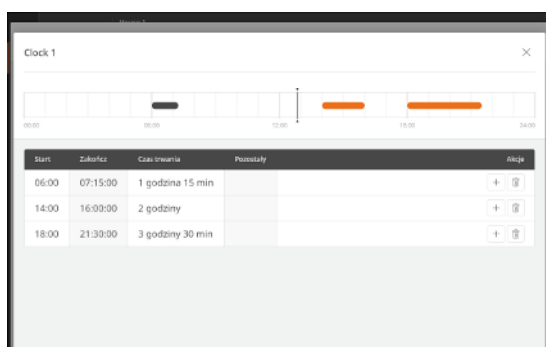 Clock 1
00:00 06:00 12:00 18:00 24:00
Start Zakończ Czas trwania Pozostały Akcje
06:00 07:15:00 1 godzina 15 min
14:00 16:00:00 2 godziny
18:00 21:30:00 3 godziny 30 min